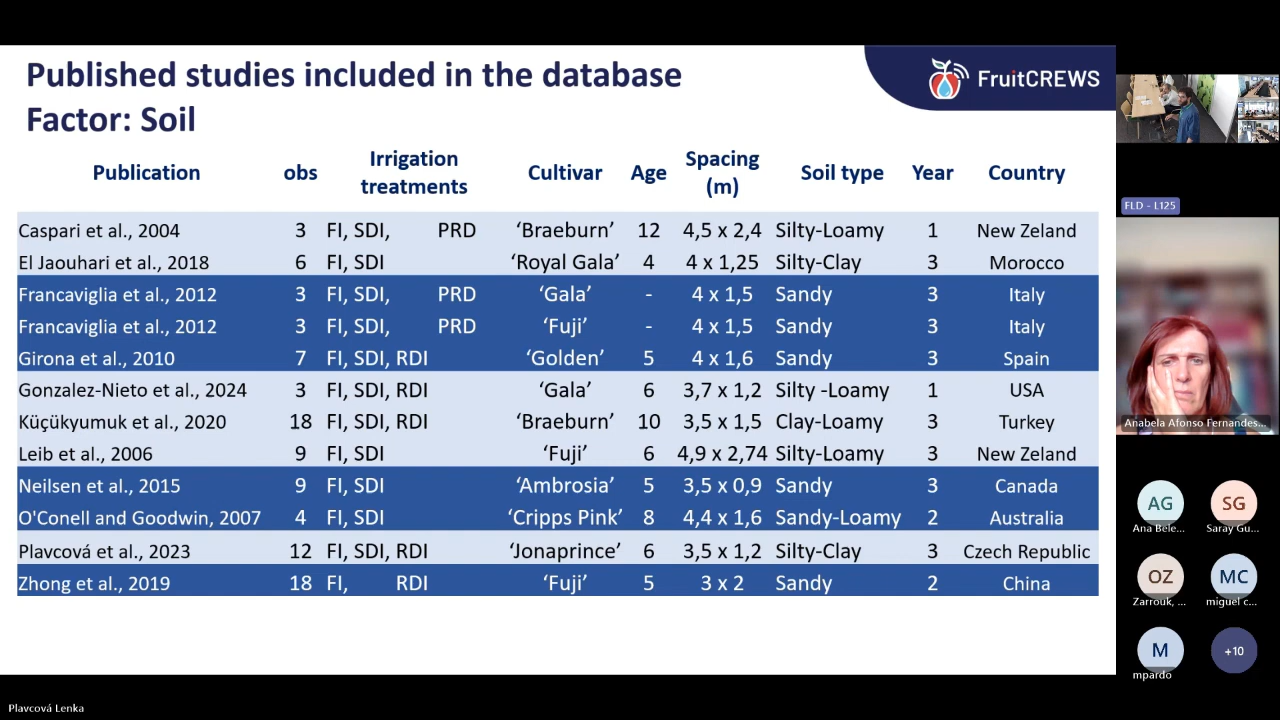 Published studies included in the database
Factor: Soil
FruitCREWS
Publication obs Irrigation treatments Cultivar Age Spacing (m) Soil type Year Country
Caspari et al., 2004 3 FI, SDI, PRD ‘Braeburn’ 12 4,5 x 2,4 Silty-Loamy 1 New Zeland
El Jaouhari et al., 2018 6 FI, SDI ‘Royal Gala’ 4 4 x 1,25 Silty-Clay 3 Morocco
Francaviglia et al., 2012 3 FI, SDI, PRD ‘Gala’ - 4 x 1,5 Sandy 3 Italy
Francaviglia et al., 2012 3 FI, SDI, PRD ‘Fuji’ - 4 x 1,5 Sandy 3 Italy
Girona et al., 2010 7 FI, SDI, RDI ‘Golden’ 5 4 x 1,6 Sandy 3 Spain
Gonzalez-Nieto et al., 2024 3 FI, SDI, RDI ‘Gala’ 6 3,7 x 1,2 Silty -Loamy 1 USA
Küçükyumuk et al., 2020 18 FI, SDI, RDI ‘Braeburn’ 10 3,5 x 1,5 Clay-Loamy 3 Turkey
Leib et al., 2006 9 FI, SDI ‘Fuji’ 6 4,9 x 2,74 Silty-Loamy 3 New Zeland
Neilsen et al., 2015 9 FI, SDI ‘Ambrosia’ 5 3,5 x 0,9 Sandy 3 Canada
O'Conell and Goodwin, 2007 4 FI, SDI ‘Cripps Pink’ 8 4,4 x 1,6 Sandy-Loamy 2 Australia
Plavcová et al., 2023 12 FI, SDI, RDI ‘Jonaprince’ 6 3,5 x 1,2 Silty-Clay 3 Czech Republic
Zhong et al., 2019 18 FI, RDI ‘Fuji’ 5 3 x 2 Sandy 2 China
FLD - L125
Anabela Afonso Fernandes...
AG SG
Ana Bele... Saray Gu...
OZ MC
Zarrouk, ... miguel c...
M +10
mpardo
Plavcová Lenka